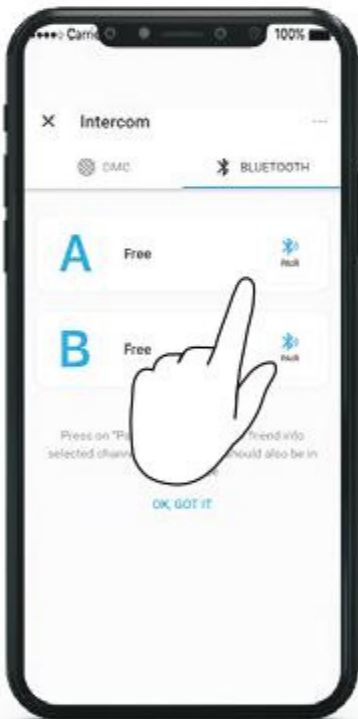 Carrie
100%
Intercom
DMC
BLUETOOTH
A
Free
PAIR
B
Free
PAIR
Press on "Pa friend into
selected chann hould also be in
OK, GOT IT